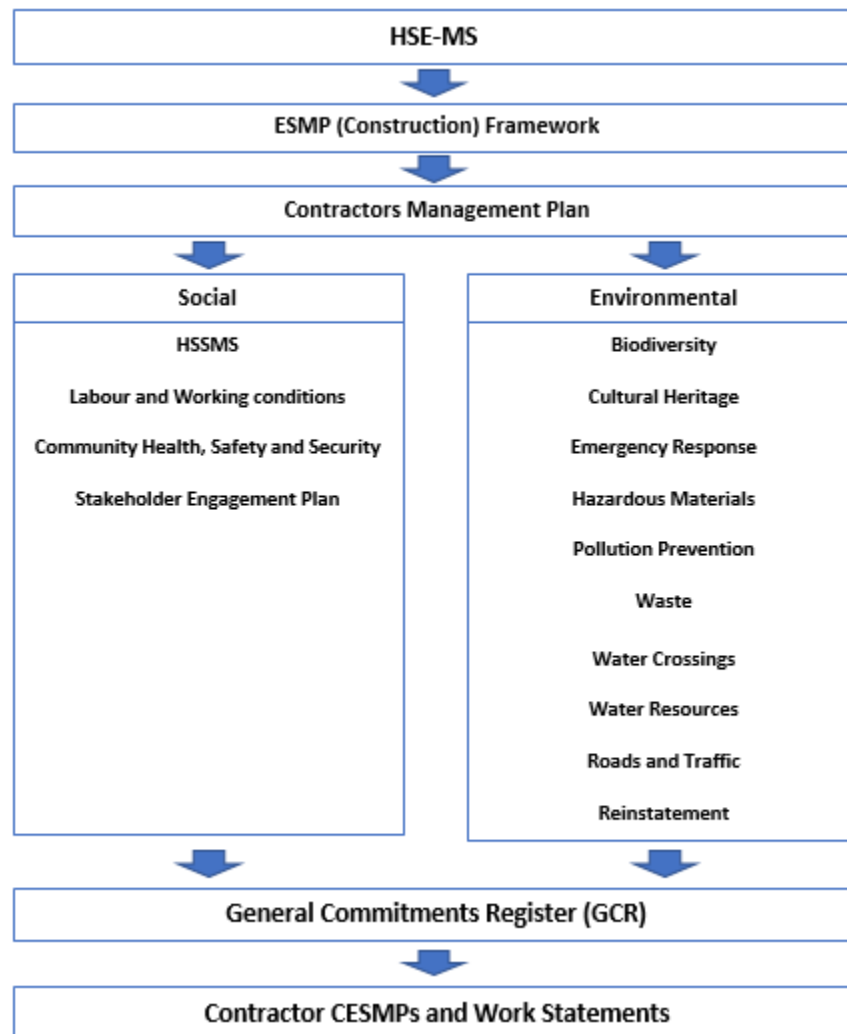 HSE-MS
ESMP (Construction) Framework
Contractors Management Plan
Social
HSSMS
Labour and Working conditions
Community Health, Safety and Security
Stakeholder Engagement Plan
Environmental
Biodiversity
Cultural Heritage
Emergency Response
Hazardous Materials
Pollution Prevention
Waste
Water Crossings
Water Resources
Roads and Traffic
Reinstatement
General Commitments Register (GCR)
Contractor CESMPs and Work Statements